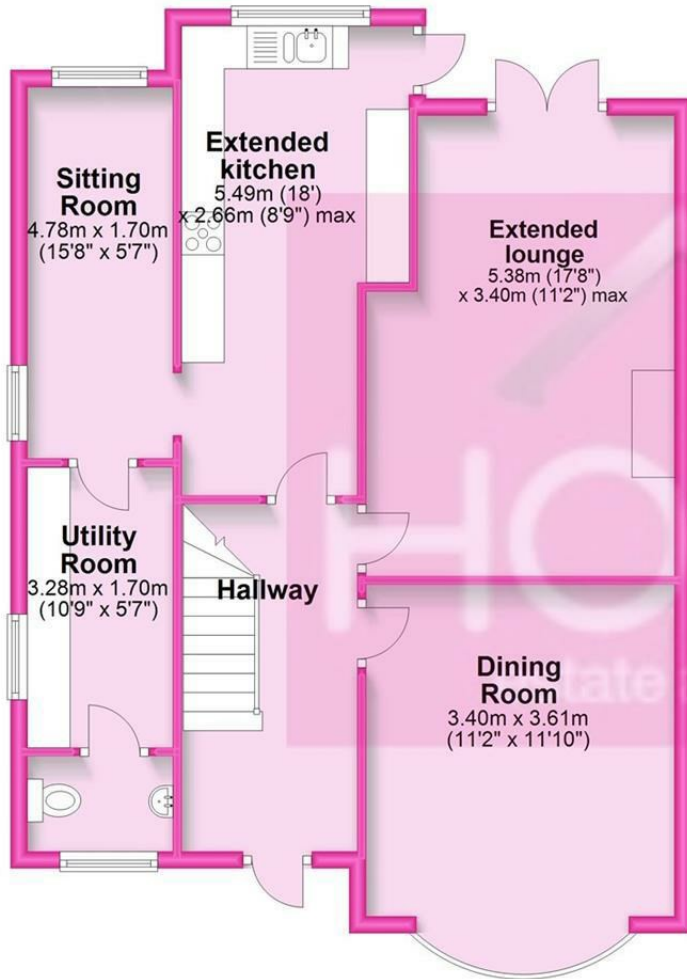 Extended
kitchen
5.49m (18')
x 2.66m (8'9") max
Sitting
Room
4.78m x 1.70m
(15'8" x 5'7")
Extended
lounge
5.38m (17'8")
x 3.40m (11'2") max
HO
Utility
Room
3.28m x 1.70m
(10'9" x 5'7")
Hallway
Dining
Room
3.40m x 3.61m
(11'2" x 11'10")
state